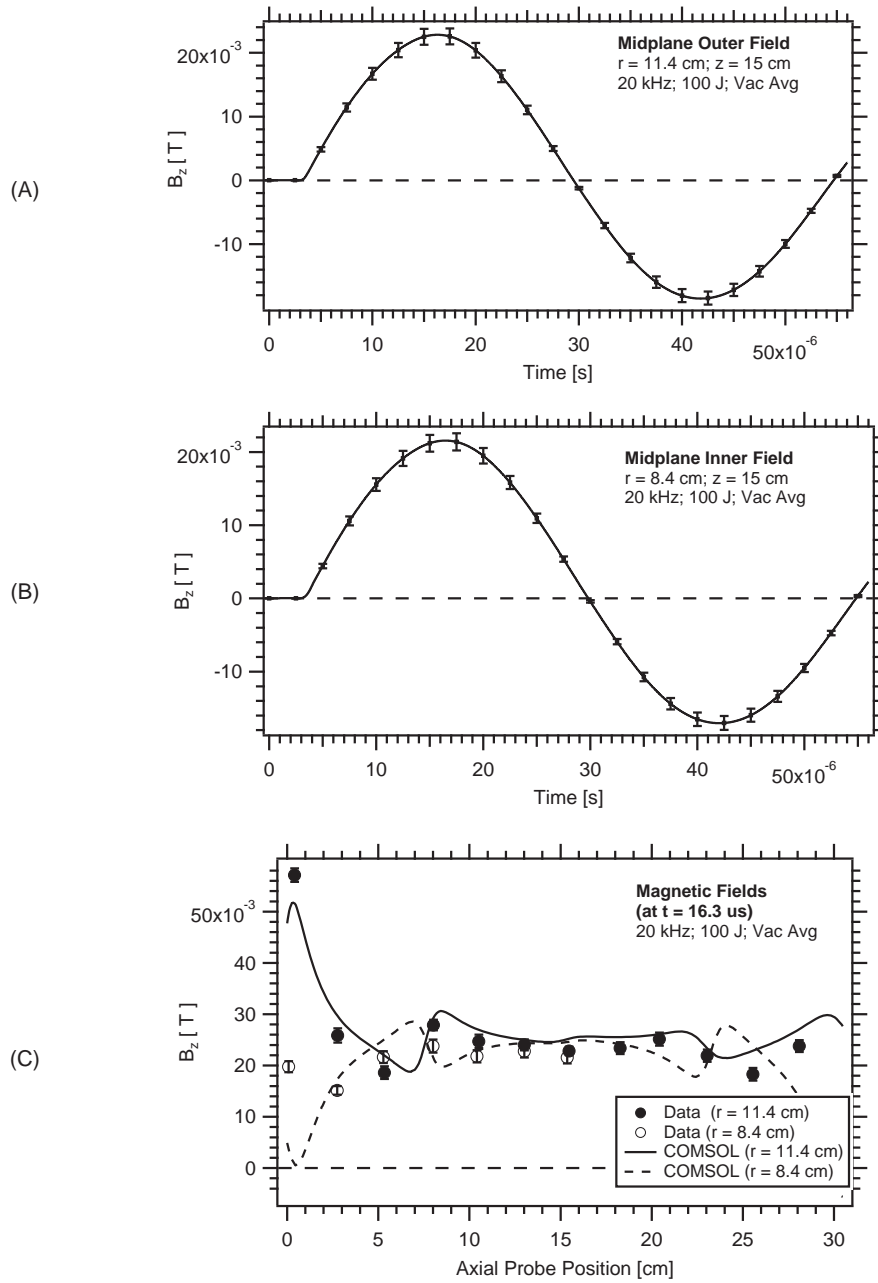 (A)
20x10⁻³
10
0
-10
B_z [ T ]
Midplane Outer Field
r = 11.4 cm; z = 15 cm
20 kHz; 100 J; Vac Avg
0
10
20
30
40
50x10⁻⁶
Time [s]
(B)
20x10⁻³
10
0
-10
B_z [ T ]
Midplane Inner Field
r = 8.4 cm; z = 15 cm
20 kHz; 100 J; Vac Avg
0
10
20
30
40
50x10⁻⁶
Time [s]
(C)
50x10⁻³
40
30
20
10
0
B_z [ T ]
Magnetic Fields
(at t = 16.3 us)
20 kHz; 100 J; Vac Avg
Data (r = 11.4 cm)
Data (r = 8.4 cm)
COMSOL (r = 11.4 cm)
COMSOL (r = 8.4 cm)
0
5
10
15
20
25
30
Axial Probe Position [cm]